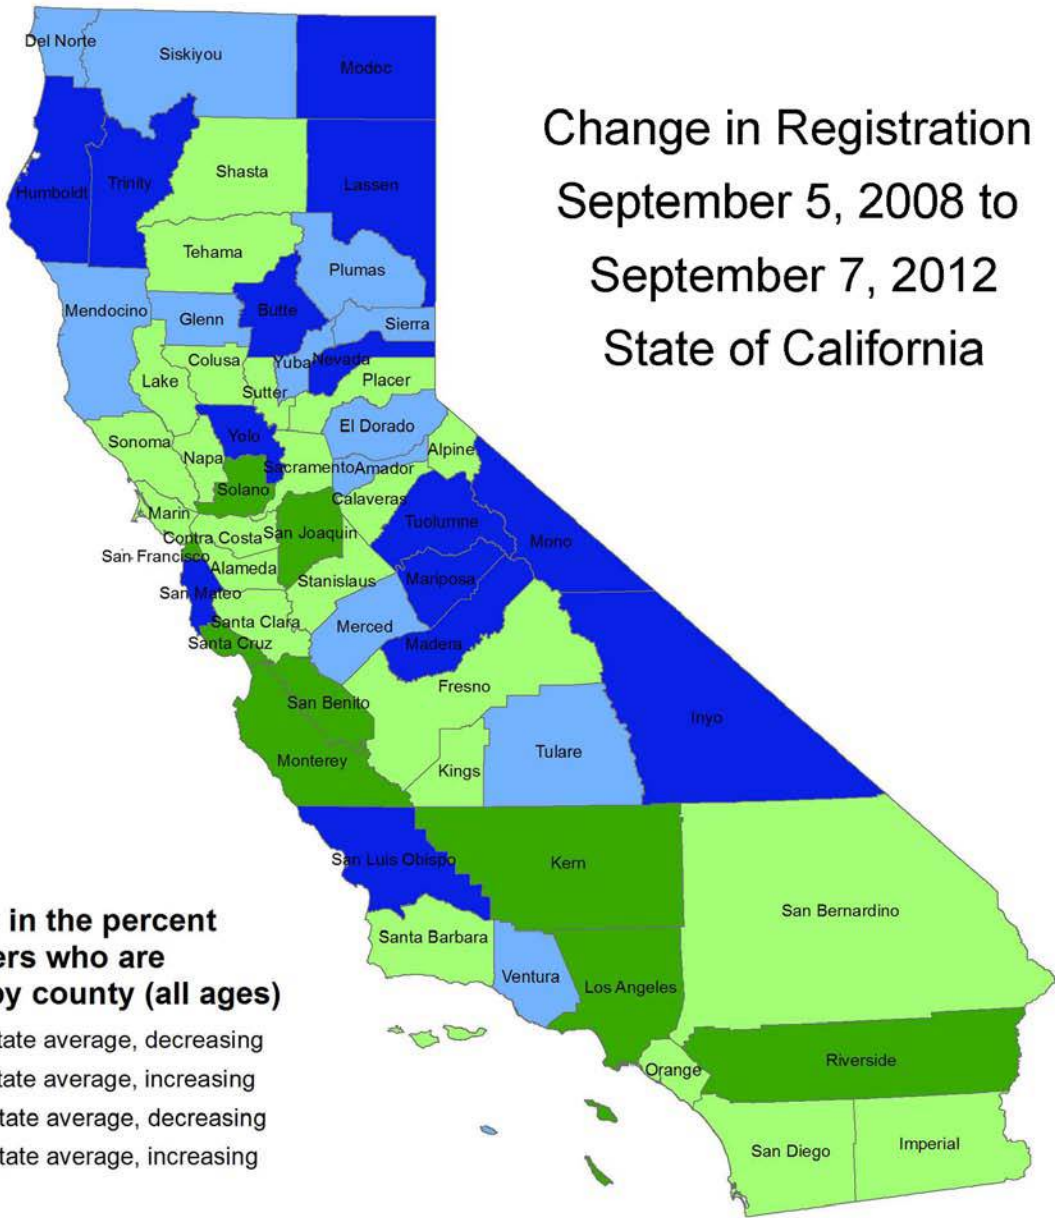 Change in Registration
September 5, 2008 to
September 7, 2012
State of California
Del Norte
Siskiyou
Modoc
Humboldt
Trinity
Shasta
Lassen
Tehama
Plumas
Mendocino
Glenn
Butte
Sierra
Colusa
Yuba
Nevada
Lake
Sutter
Placer
Sonoma
Yolo
El Dorado
Napa
Alpine
Sacramento
Amador
Solano
Calaveras
Marin
Contra Costa
San Joaquin
Tuolumne
Mono
San Francisco
Alameda
Stanislaus
Mariposa
San Mateo
Santa Clara
Merced
Madera
Santa Cruz
Fresno
San Benito
Inyo
Monterey
Kings
Tulare
San Luis Obispo
Kern
San Bernardino
Santa Barbara
Ventura
Los Angeles
Orange
Riverside
San Diego
Imperial
in the percent
ers who are
by county (all ages)
tate average, decreasing
tate average, increasing
tate average, decreasing
tate average, increasing